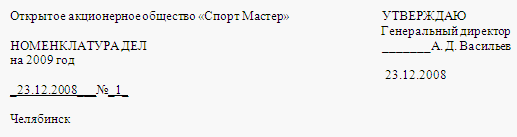 Открытое акционерное общество «Спорт Мастер» УТВЕРЖДАЮ
Генеральный директор
НОМЕНКЛАТУРА ДЕЛ _______А. Д. Васильев
на 2009 год
23.12.2008
_23.12.2008___№_1_
Челябинск